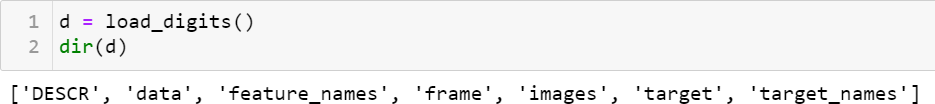 1 d = load_digits()
2 dir(d)
['DESCR', 'data', 'feature_names', 'frame', 'images', 'target', 'target_names']